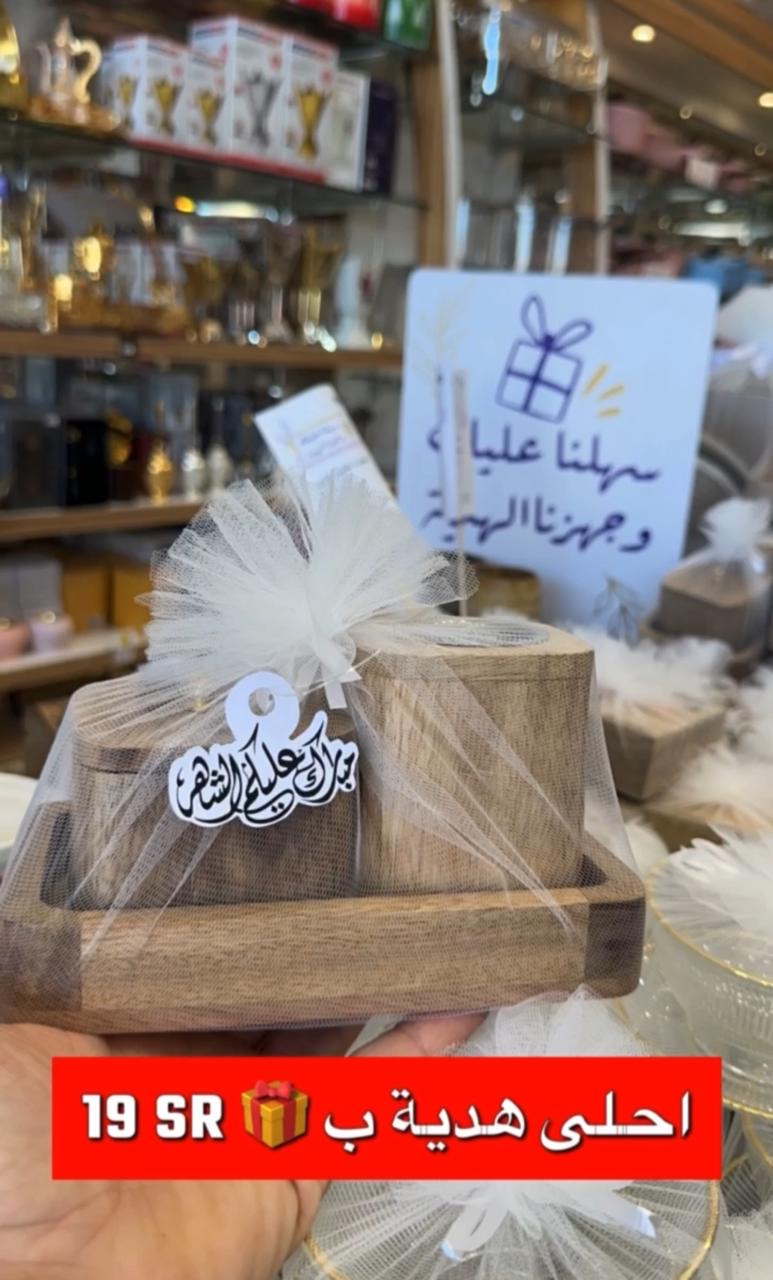 سهلنا عليك
وجهزنا الهدية
مبارك عليكم الشهر
احلى هدية ب 🎁 19 SR